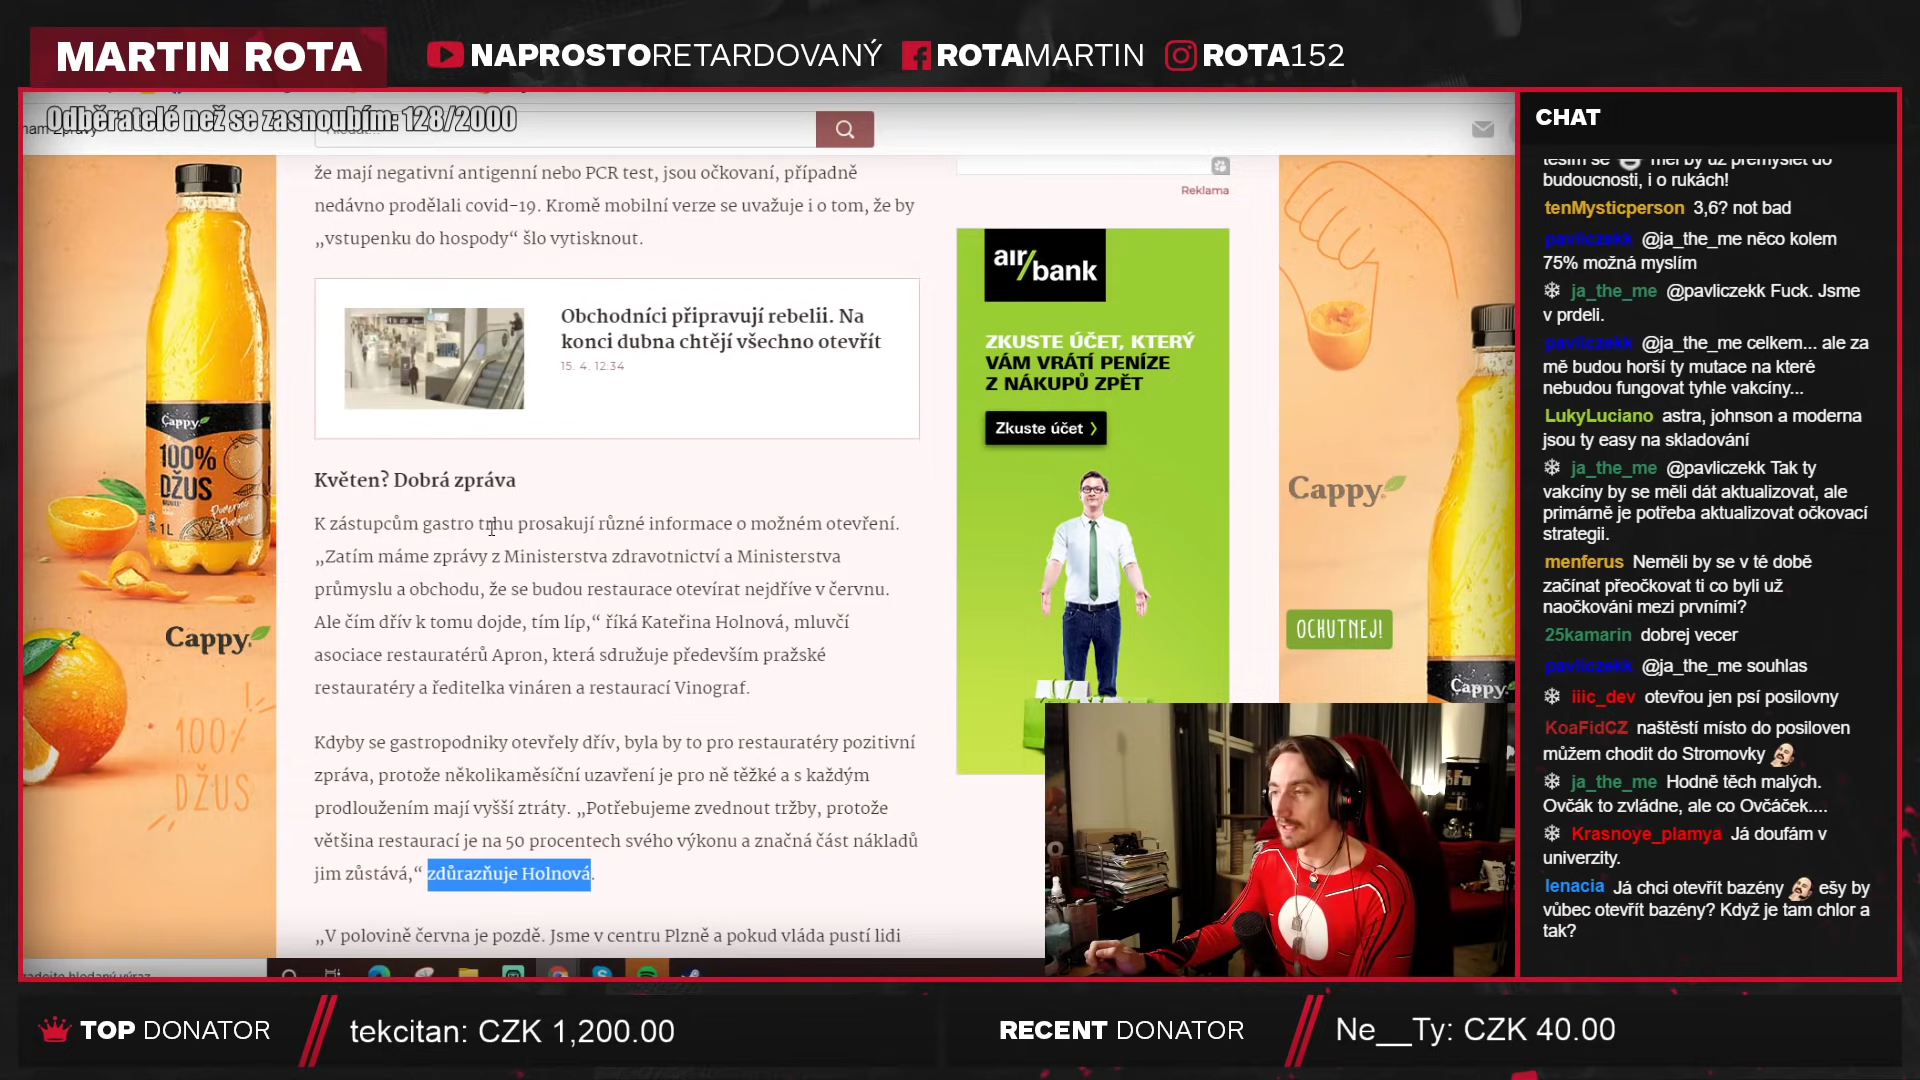 MARTIN ROTA
NAPROSTORETARDOVANÝ
ROTAMARTIN
ROTA152
Odběratelé než se zasnoubím: 128/2000
že mají negativní antigenní nebo PCR test, jsou očkovaní, případně
nedávno prodělali covid-19. Kromě mobilní verze se uvažuje i o tom, že by
„vstupenku do hospody“ šlo vytisknout.
Obchodníci připravují rebelii. Na
konci dubna chtějí všechno otevřít
15. 4. 12:34
Květen? Dobrá zpráva
K zástupcům gastro trhu prosakují různé informace o možném otevření.
„Zatím máme zprávy z Ministerstva zdravotnictví a Ministerstva
průmyslu a obchodu, že se budou restaurace otevírat nejdříve v červnu.
Ale čím dřív k tomu dojde, tím líp,“ říká Kateřina Holnová, mluvčí
asociace restauratérů Apron, která sdružuje především pražské
restauratéry a ředitelka vináren a restaurací Vinograf.
Kdyby se gastropodniky otevřely dřív, byla by to pro restauratéry pozitivní
zpráva, protože několikaměsíční uzavření je pro ně těžké a s každým
prodloužením mají vyšší ztráty. „Potřebujeme zvednout tržby, protože
většina restaurací je na 50 procentech svého výkonu a značná část nákladů
jim zůstává,“ zdůrazňuje Holnová.
„V polovině června je pozdě. Jsme v centru Plzně a pokud vláda pustí lidi
Cappy
100%
DŽUS
1L
Cappy
100%
DŽUS
Reklama
air/bank
ZKUSTE ÚČET, KTERÝ
VÁM VRÁTÍ PENÍZE
Z NÁKUPŮ ZPĚT
Zkuste účet
Cappy
OCHUTNEJ!
Cappy
CHAT
těším se měl by už přemýšlet do
budoucnosti, i o rukách!
tenMysticperson 3,6? not bad
pavliczekk @ja_the_me něco kolem
75% možná myslím
ja_the_me @pavliczekk Fuck. Jsme
v prdeli.
pavliczekk @ja_the_me celkem... ale za
mě budou horší ty mutace na které
nebudou fungovat tyhle vakcíny...
LukyLuciano astra, johnson a moderna
jsou ty easy na skladování
ja_the_me @pavliczekk Tak ty
vakcíny by se měli dát aktualizovat, ale
primárně je potřeba aktualizovat očkovací
strategii.
menferus Neměli by se v té době
začínat přeočkovat ti co byli už
naočkováni mezi prvními?
25kamarin dobrej vecer
pavliczekk @ja_the_me souhlas
iiic_dev otevřou jen psí posilovny
KoaFidCZ naštěstí místo do posiloven
můžem chodit do Stromovky
ja_the_me Hodně těch malých.
Ovčák to zvládne, ale co Ovčáček....
Krasnoye_plamya Já doufám v
univerzity.
lenacia Já chci otevřít bazény ešy by
vůbec otevřít bazény? Když je tam chlor a
tak?
TOP DONATOR
tekcitan: CZK 1,200.00
RECENT DONATOR
Ne__Ty: CZK 40.00